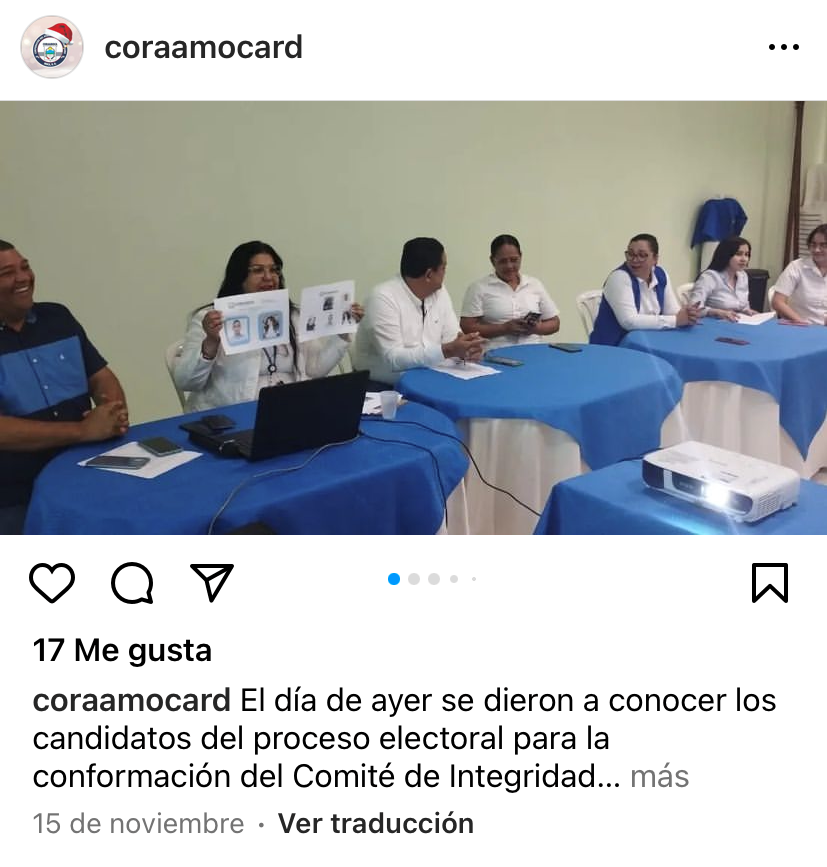 coraamocard
17 Me gusta
coraamocard El día de ayer se dieron a conocer los
candidatos del proceso electoral para la
conformación del Comité de Integridad... más
15 de noviembre · Ver traducción